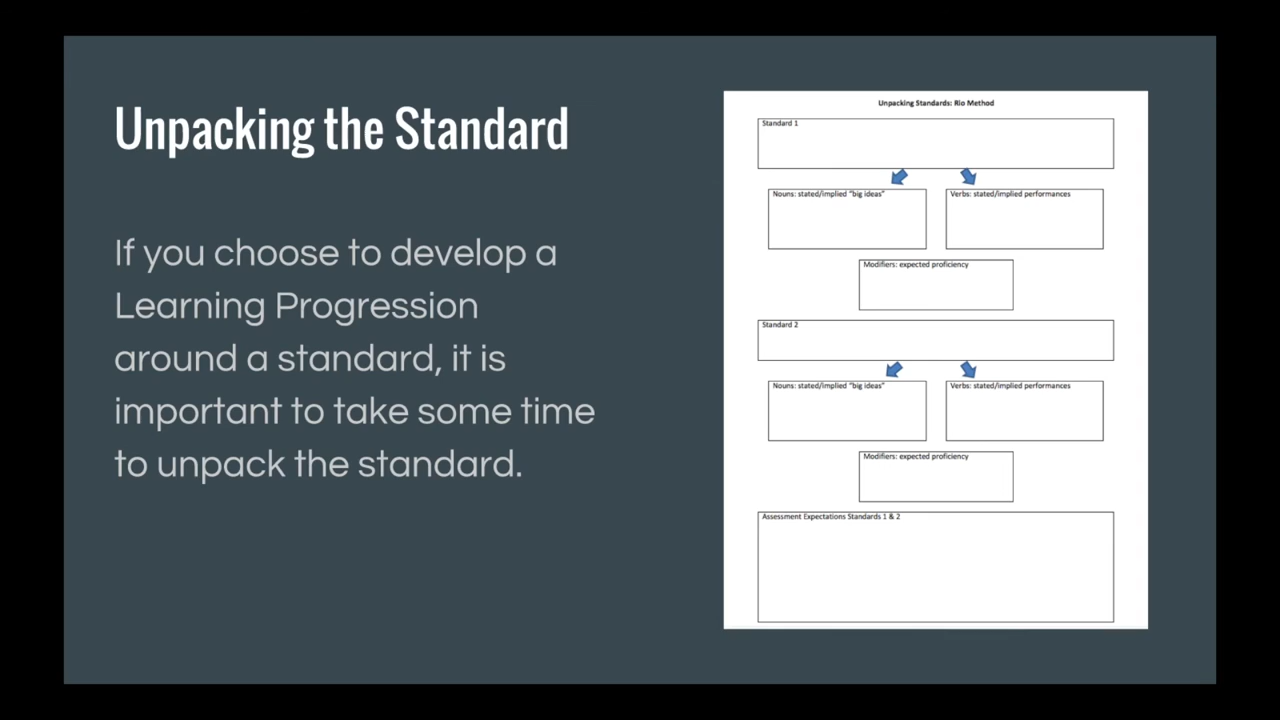 Unpacking the Standard
If you choose to develop a
Learning Progression
around a standard, it is
important to take some time
to unpack the standard.
Unpacking Standards: Rio Method
Standard 1
Nouns: stated/implied "big ideas"
Verbs: stated/implied performances
Modifiers: expected proficiency
Standard 2
Nouns: stated/implied "big ideas"
Verbs: stated/implied performances
Modifiers: expected proficiency
Assessment Expectations Standards 1 & 2